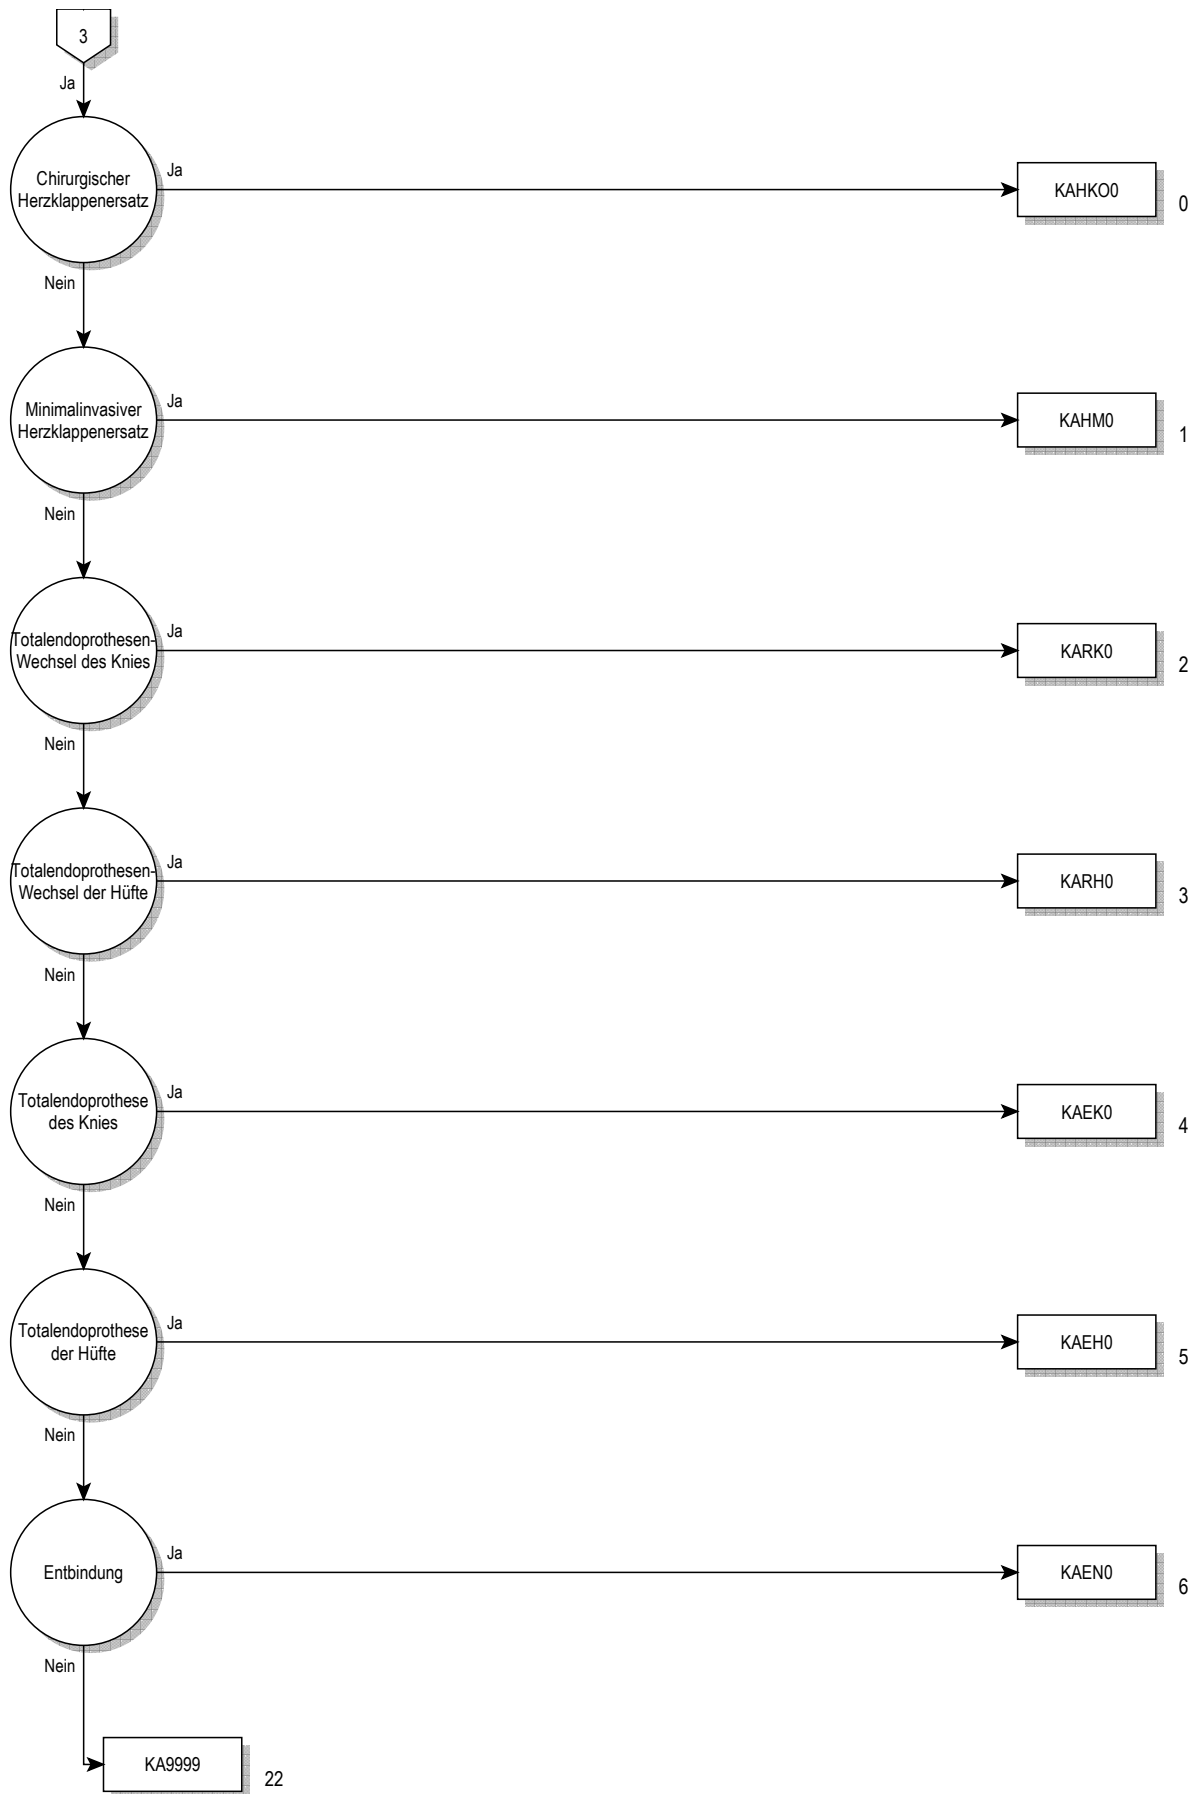 3
Ja
Chirurgischer
Herzklappenersatz
Ja
KAHKO0
0
Nein
Minimalinvasiver
Herzklappenersatz
Ja
KAHM0
1
Nein
Totalendoprothesen-
Wechsel des Knies
Ja
KARK0
2
Nein
Totalendoprothesen-
Wechsel der Hüfte
Ja
KARH0
3
Nein
Totalendoprothese
des Knies
Ja
KAEK0
4
Nein
Totalendoprothese
der Hüfte
Ja
KAEH0
5
Nein
Entbindung
Ja
KAEN0
6
Nein
KA9999
22